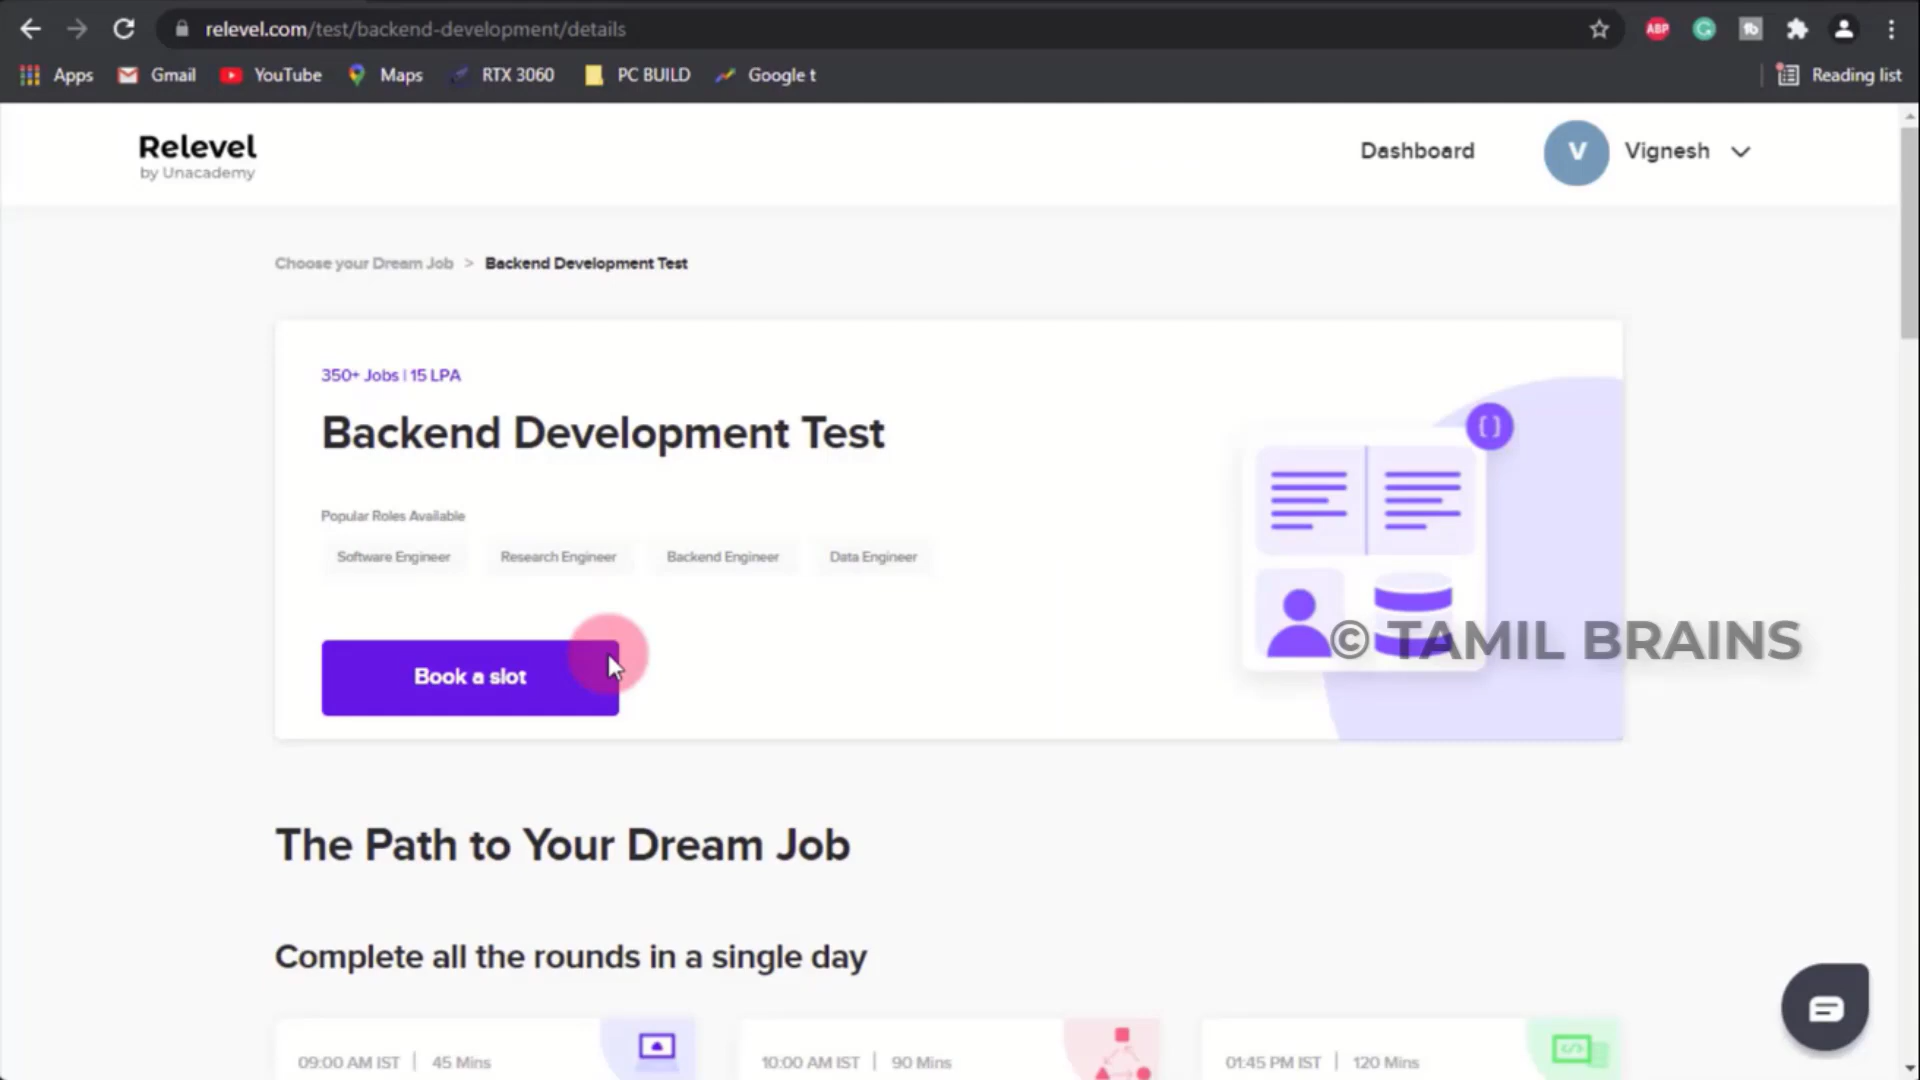 relevel.com/test/backend-development/details
ABP
Apps Gmail YouTube Maps RTX 3060 PC BUILD Google t Reading list
Relevel
by Unacademy
Dashboard V Vignesh
Choose your Dream Job > Backend Development Test
350+ Jobs | 15 LPA
Backend Development Test
Popular Roles Available
Software Engineer Research Engineer Backend Engineer Data Engineer
Book a slot
© TAMIL BRAINS
The Path to Your Dream Job
Complete all the rounds in a single day
09:00 AM IST | 45 Mins 10:00 AM IST | 90 Mins 01:45 PM IST | 120 Mins